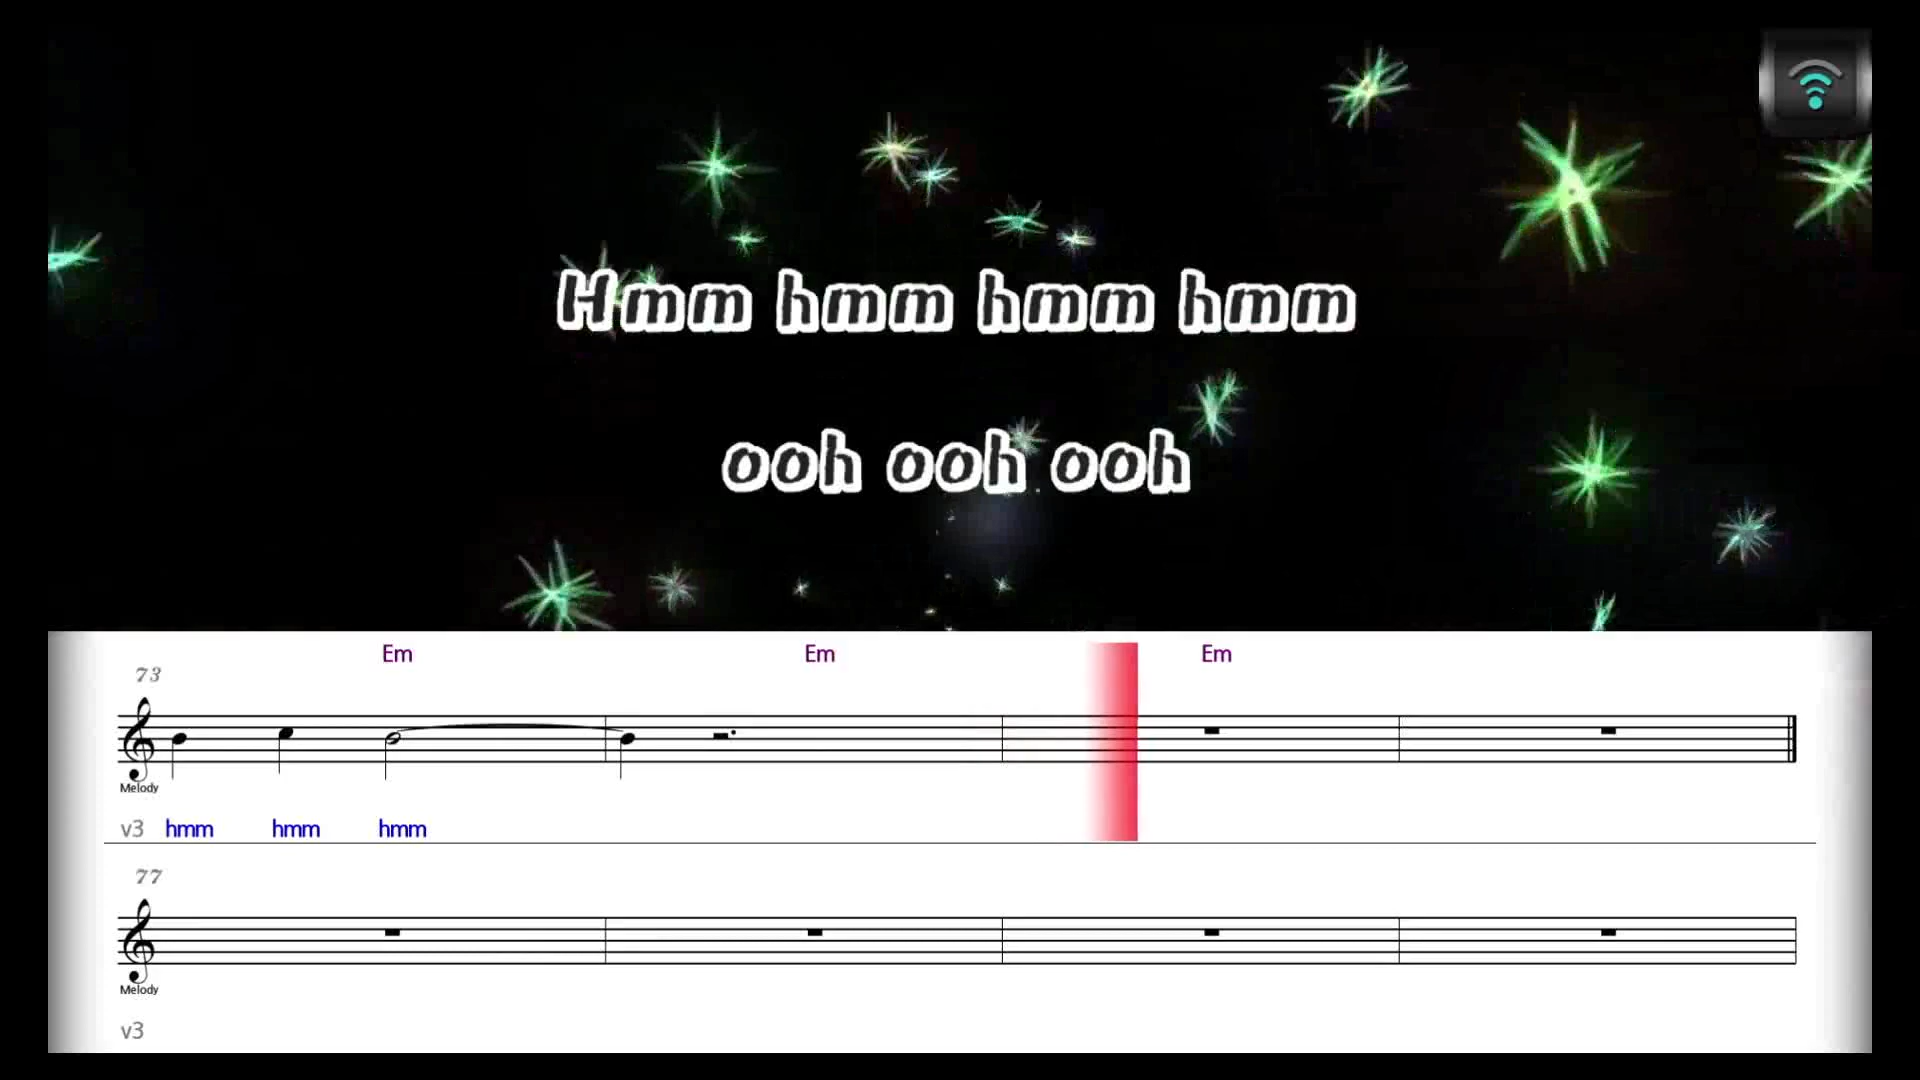 Hmm hmm hmm hmm
ooh ooh ooh
Em Em Em
73
Melody
v3 hmm hmm hmm
77
Melody
v3